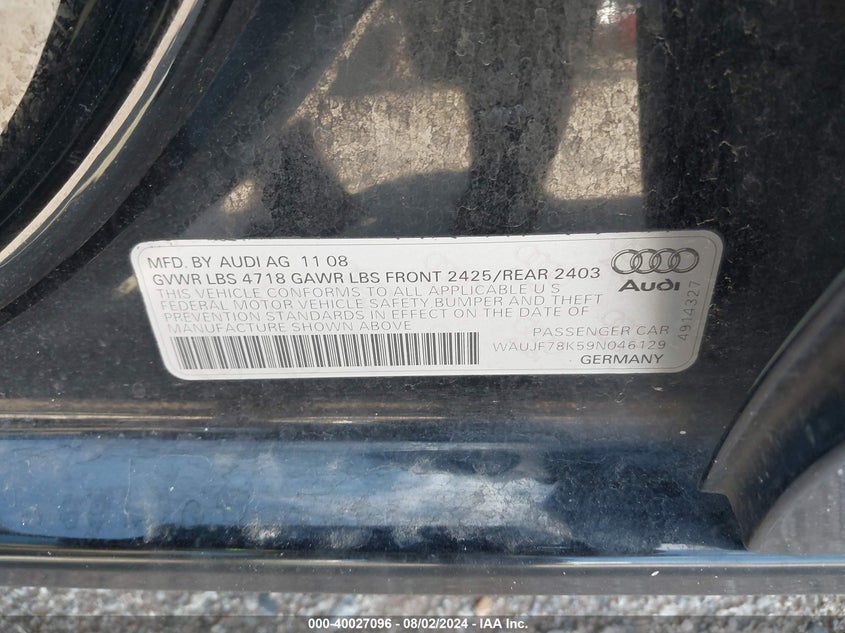 MFD. BY AUDI AG 11 08
GVWR LBS 4718 GAWR LBS FRONT 2425/REAR 2403
THIS VEHICLE CONFORMS TO ALL APPLICABLE U S
FEDERAL MOTOR VEHICLE SAFETY BUMPER AND THEFT
PREVENTION STANDARDS IN EFFECT ON THE DATE OF
MANUFACTURE SHOWN ABOVE
Audi
4914327
PASSENGER CAR
WAUJF78K59N046129
GERMANY
000-40027096 - 08/02/2024 - IAA Inc.